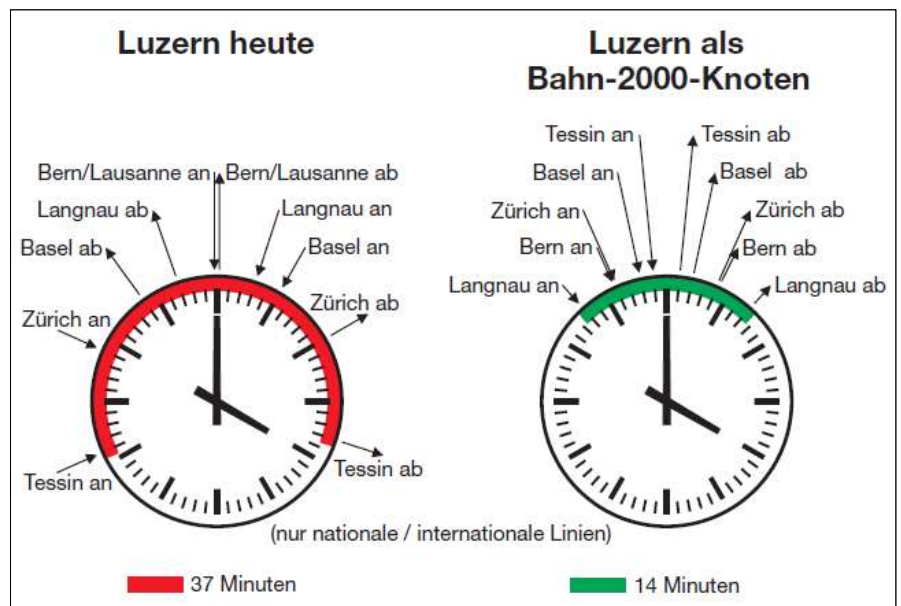 Luzern heute
Bern/Lausanne an
Bern/Lausanne ab
Langnau ab
Langnau an
Basel ab
Basel an
Zürich an
Zürich ab
Tessin an
Tessin ab
Luzern als
Bahn-2000-Knoten
Tessin an
Tessin ab
Basel an
Basel ab
Zürich an
Zürich ab
Bern an
Bern ab
Langnau an
Langnau ab
(nur nationale / internationale Linien)
37 Minuten
14 Minuten